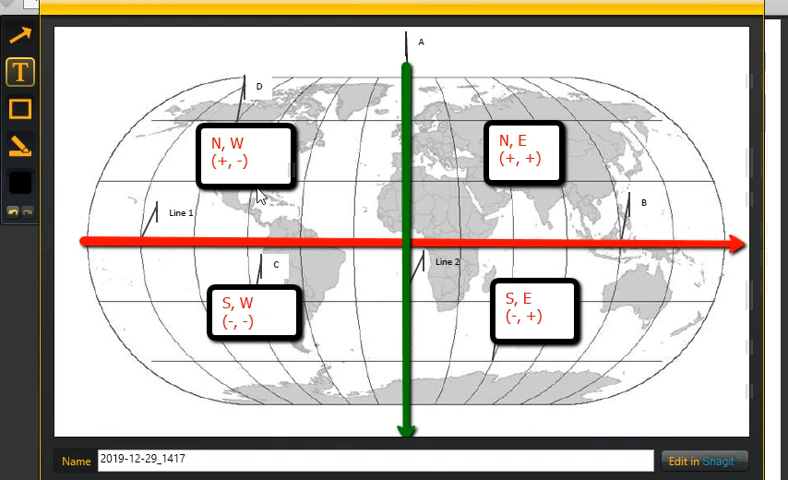 A
D
N, W
(+, -)
N, E
(+, +)
B
Line 1
C
Line 2
S, W
(-, -)
S, E
(-, +)
T
Name
2019-12-29_1417
Edit in Snagit